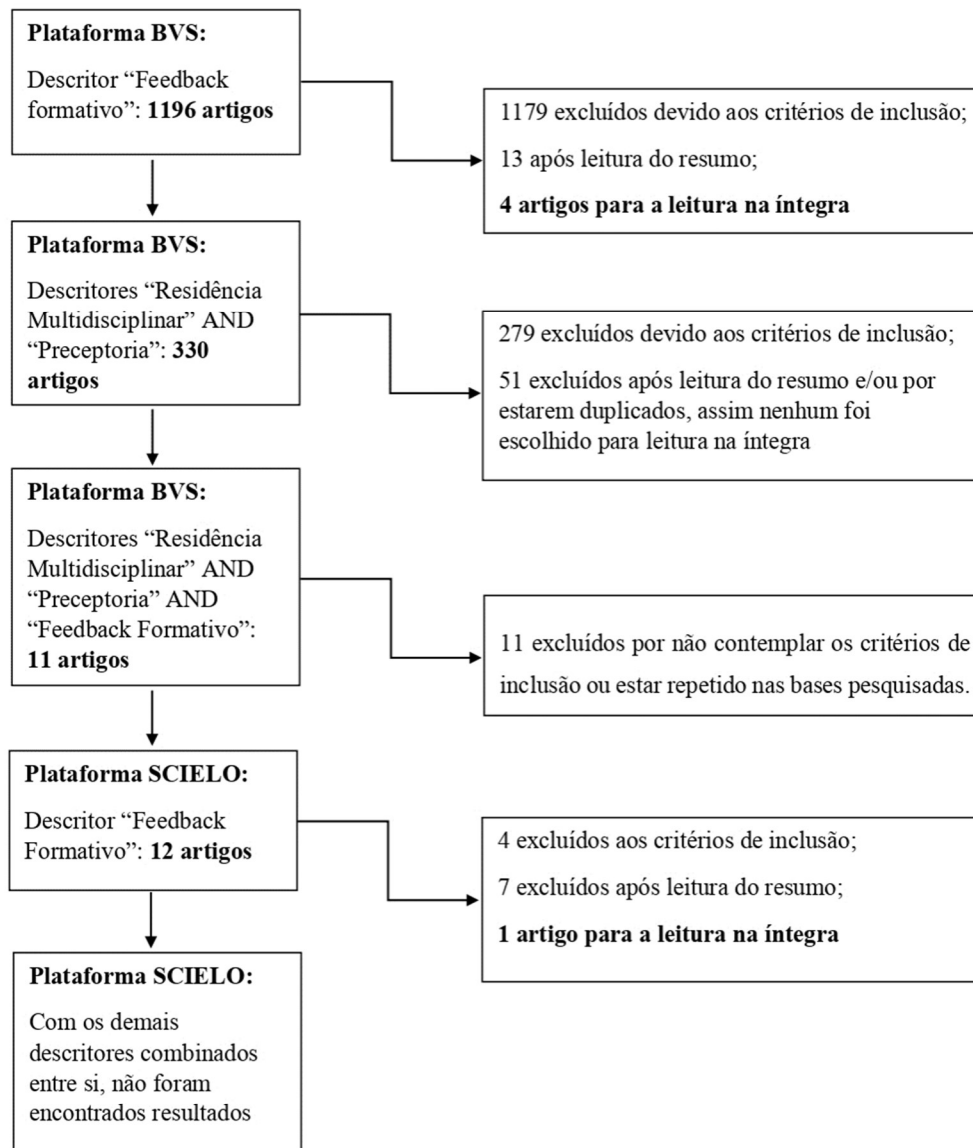 Plataforma BVS:
Descritor “Feedback
formativo”: 1196 artigos
1179 excluídos devido aos critérios de inclusão;
13 após leitura do resumo;
4 artigos para a leitura na íntegra
Plataforma BVS:
Descritores “Residência
Multidisciplinar” AND
“Preceptoria”: 330
artigos
279 excluídos devido aos critérios de inclusão;
51 excluídos após leitura do resumo e/ou por
estarem duplicados, assim nenhum foi
escolhido para leitura na íntegra
Plataforma BVS:
Descritores “Residência
Multidisciplinar” AND
“Preceptoria” AND
“Feedback Formativo”:
11 artigos
11 excluídos por não contemplar os critérios de
inclusão ou estar repetido nas bases pesquisadas.
Plataforma SCIELO:
Descritor “Feedback
Formativo”: 12 artigos
4 excluídos aos critérios de inclusão;
7 excluídos após leitura do resumo;
1 artigo para a leitura na íntegra
Plataforma SCIELO:
Com os demais
descritores combinados
entre si, não foram
encontrados resultados